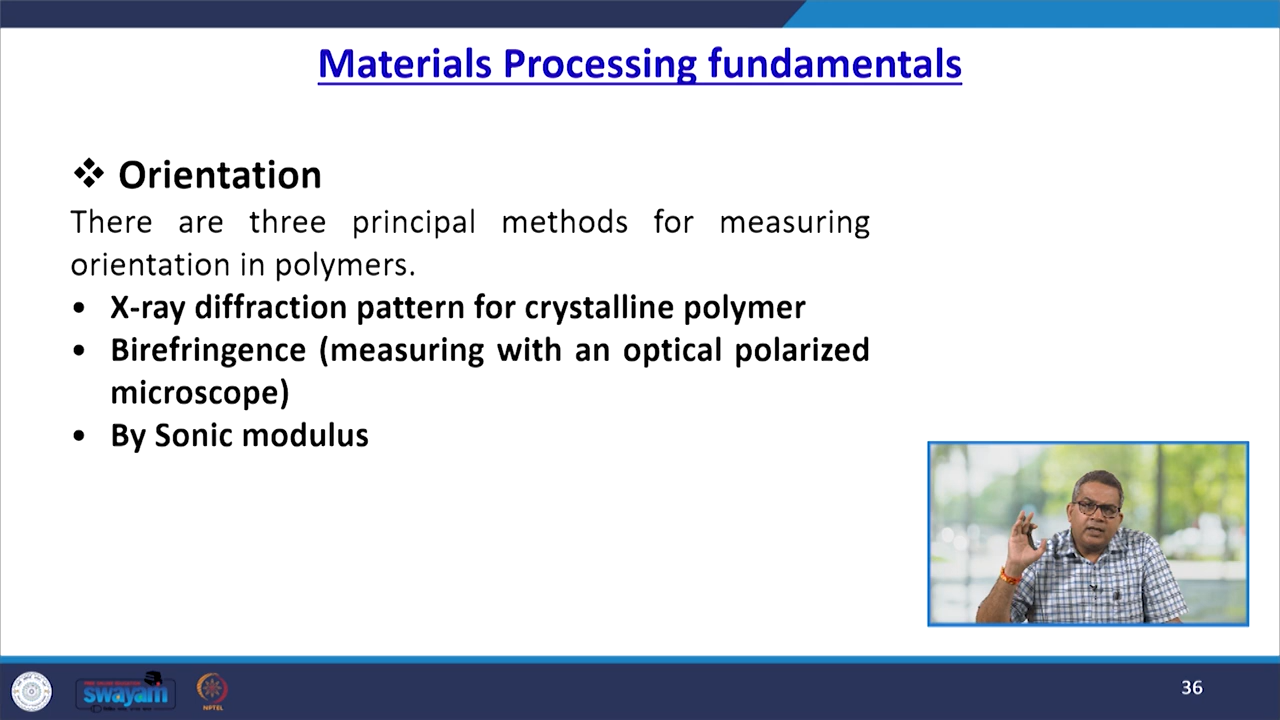 Materials Processing fundamentals
❖ Orientation
There are three principal methods for measuring
orientation in polymers.
• X-ray diffraction pattern for crystalline polymer
• Birefringence (measuring with an optical polarized
microscope)
• By Sonic modulus
swayam
NPTEL
36